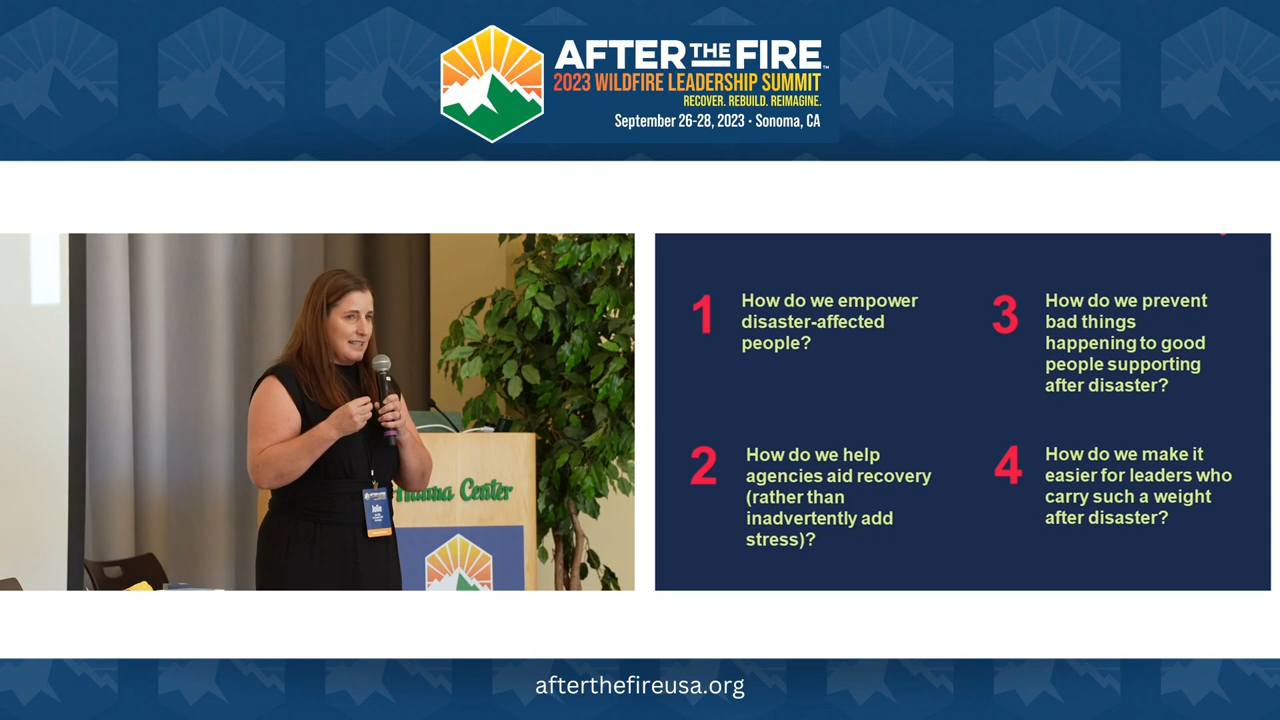 AFTER THE FIRE™
2023 WILDFIRE LEADERSHIP SUMMIT
RECOVER. REBUILD. REIMAGINE.
September 26-28, 2023 • Sonoma, CA
Julie
Hanna Center
1
How do we empower
disaster-affected
people?
2
How do we help
agencies aid recovery
(rather than
inadvertently add
stress)?
3
How do we prevent
bad things
happening to good
people supporting
after disaster?
4
How do we make it
easier for leaders who
carry such a weight
after disaster?
afterthefireusa.org